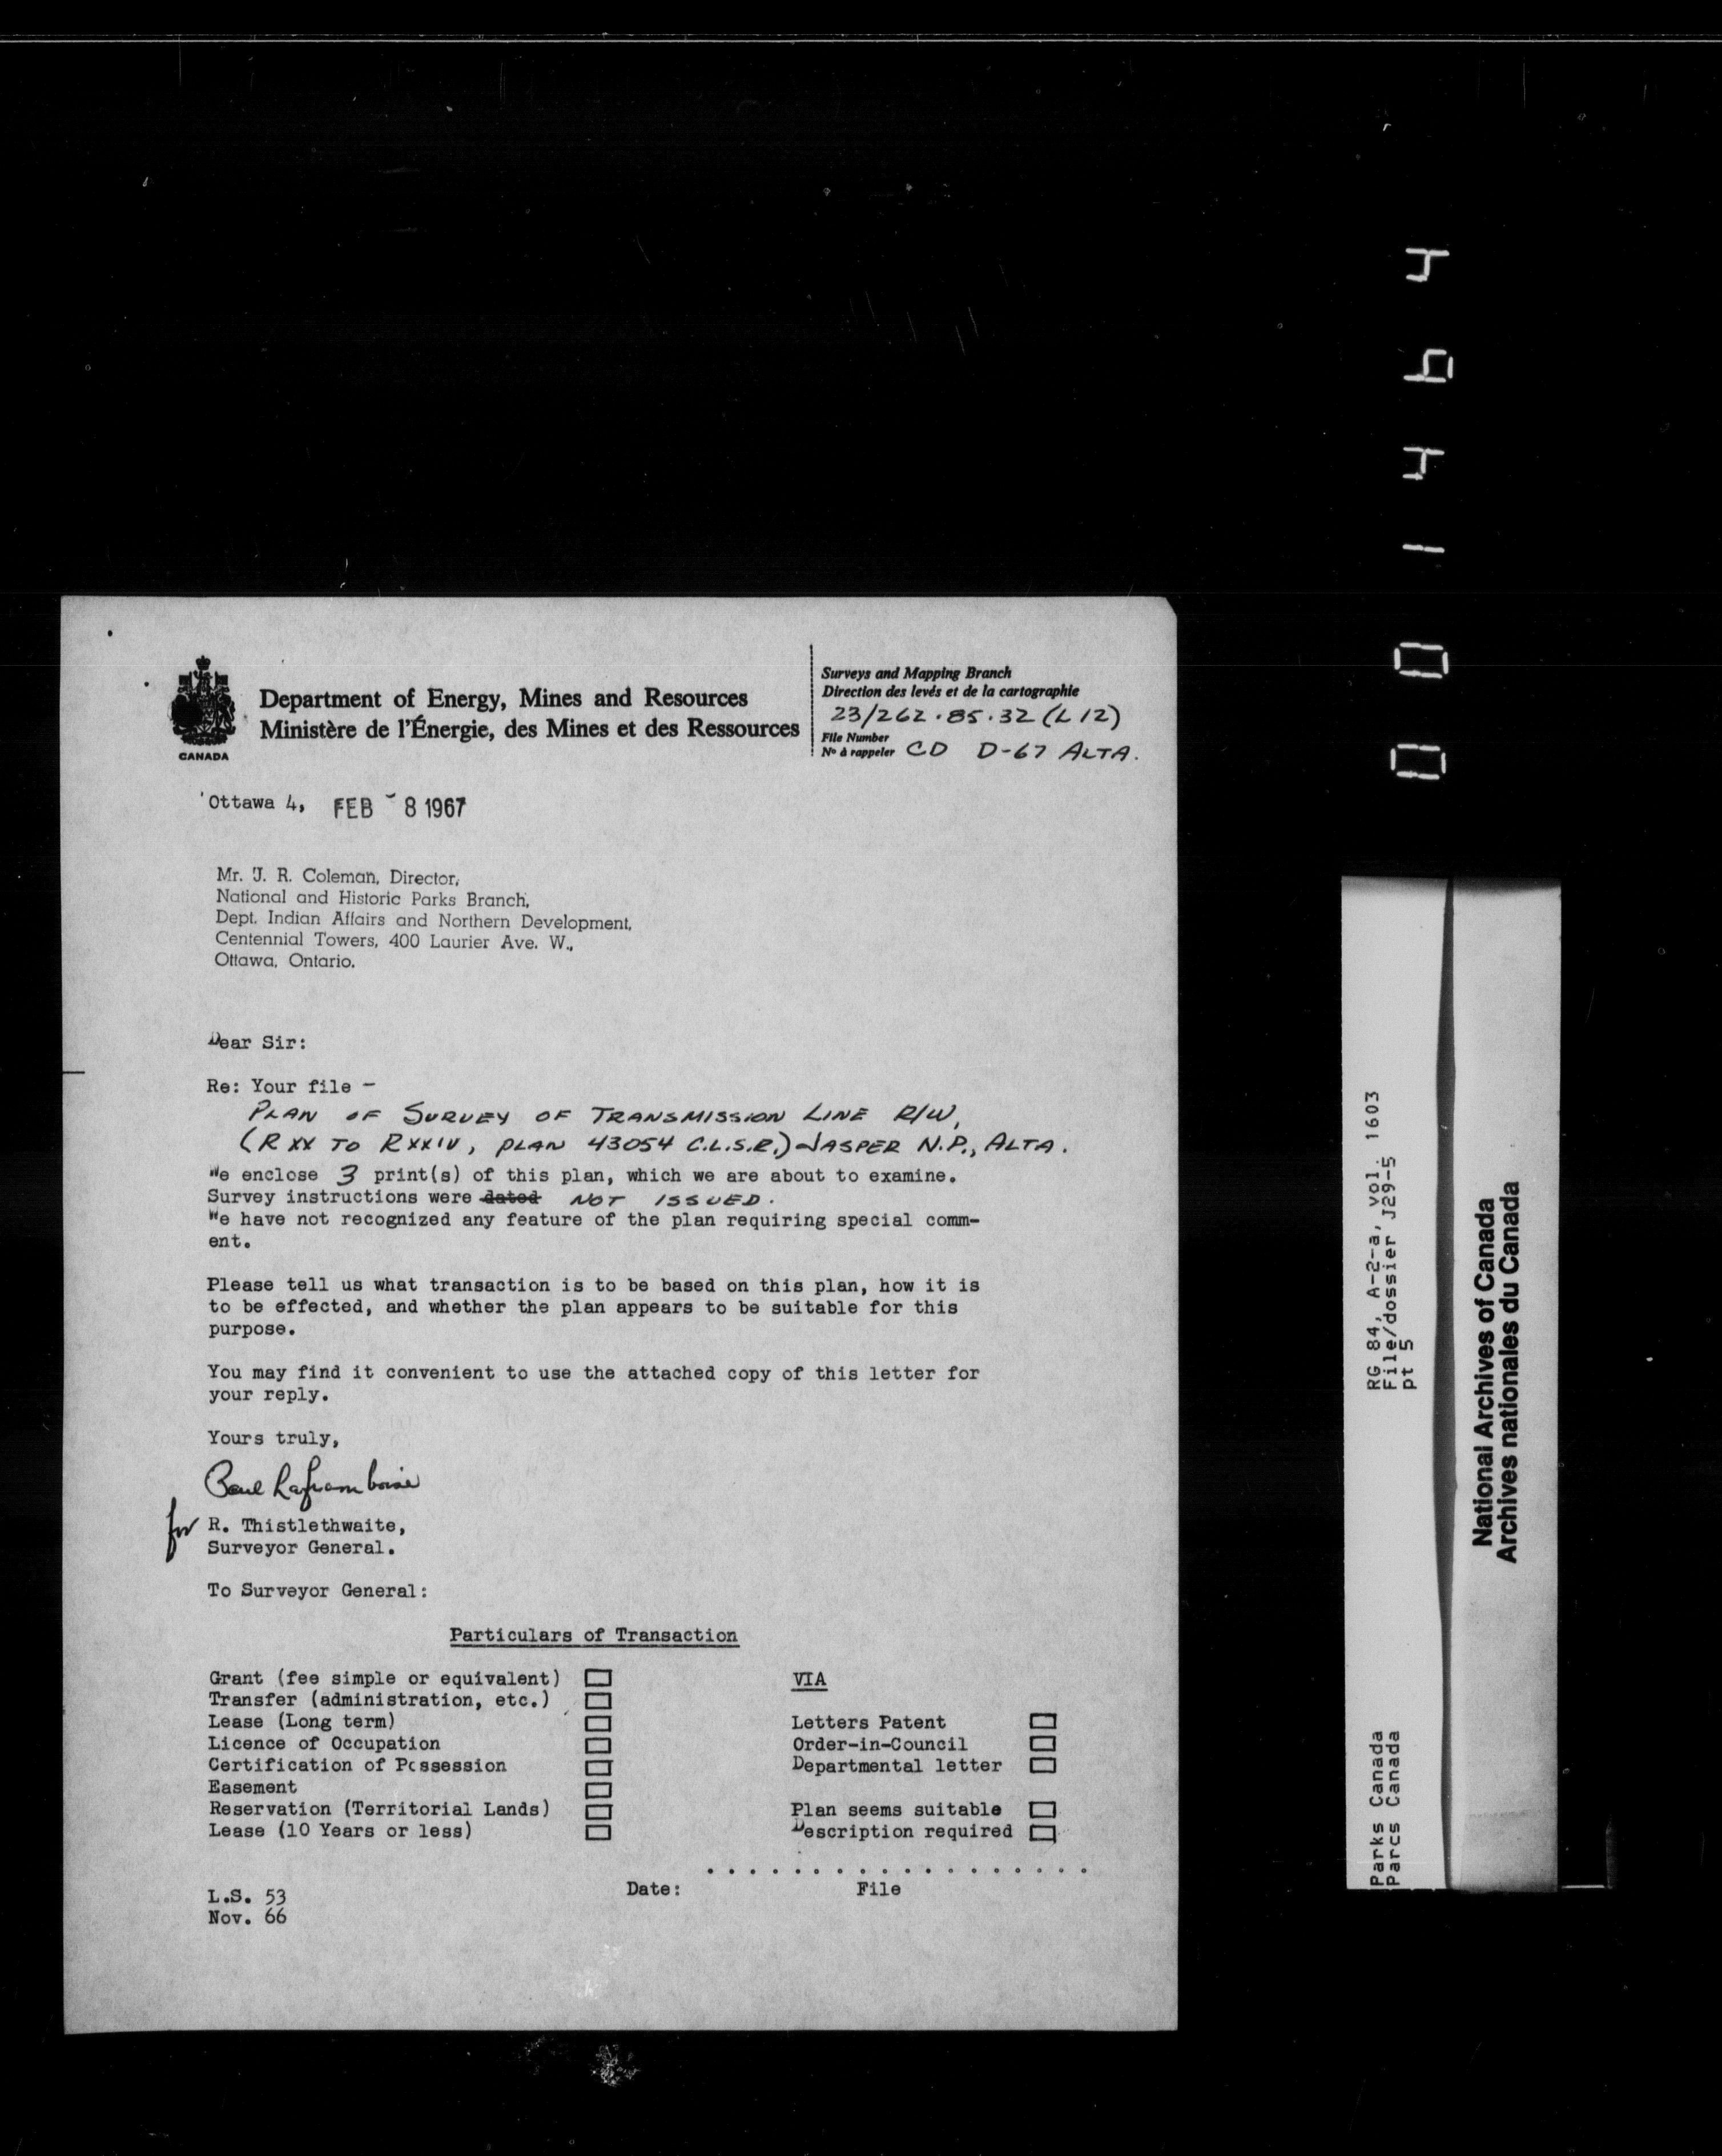 Department of Energy, Mines and Resources
Ministère de l'Énergie, des Mines et des Ressources
CANADA
Surveys and Mapping Branch
Direction des levés et de la cartographie
23/262.85.32 (L 12)
File Number
Nº à rappeler CD D-67 ALTA.
Ottawa 4, FEB - 8 1967
Mr. J. R. Coleman, Director,
National and Historic Parks Branch,
Dept. Indian Affairs and Northern Development,
Centennial Towers, 400 Laurier Ave. W.,
Ottawa, Ontario.
Dear Sir:
Re: Your file -
PLAN OF SURVEY OF TRANSMISSION LINE R/W,
(R XX TO R XXIV, PLAN 43054 C.L.S.R.) JASPER N.P., ALTA.
We enclose 3 print(s) of this plan, which we are about to examine.
Survey instructions were dated NOT ISSUED.
We have not recognized any feature of the plan requiring special comm-
ent.
Please tell us what transaction is to be based on this plan, how it is
to be effected, and whether the plan appears to be suitable for this
purpose.
You may find it convenient to use the attached copy of this letter for
your reply.
Yours truly,
Paul Laframboise
for R. Thistlethwaite,
Surveyor General.
To Surveyor General:
Particulars of Transaction
Grant (fee simple or equivalent)
Transfer (administration, etc.)
Lease (Long term)
Licence of Occupation
Certification of Possession
Easement
Reservation (Territorial Lands)
Lease (10 Years or less)
VIA
Letters Patent
Order-in-Council
Departmental letter
Plan seems suitable
Description required
. . . . . . . . . . . . . . . . . .
Date: File
L.S. 53
Nov. 66
RG 84, A-2-a, vol. 1603
File/dossier J29-5
pt 5
Parks Canada
Parcs Canada
National Archives of Canada
Archives nationales du Canada